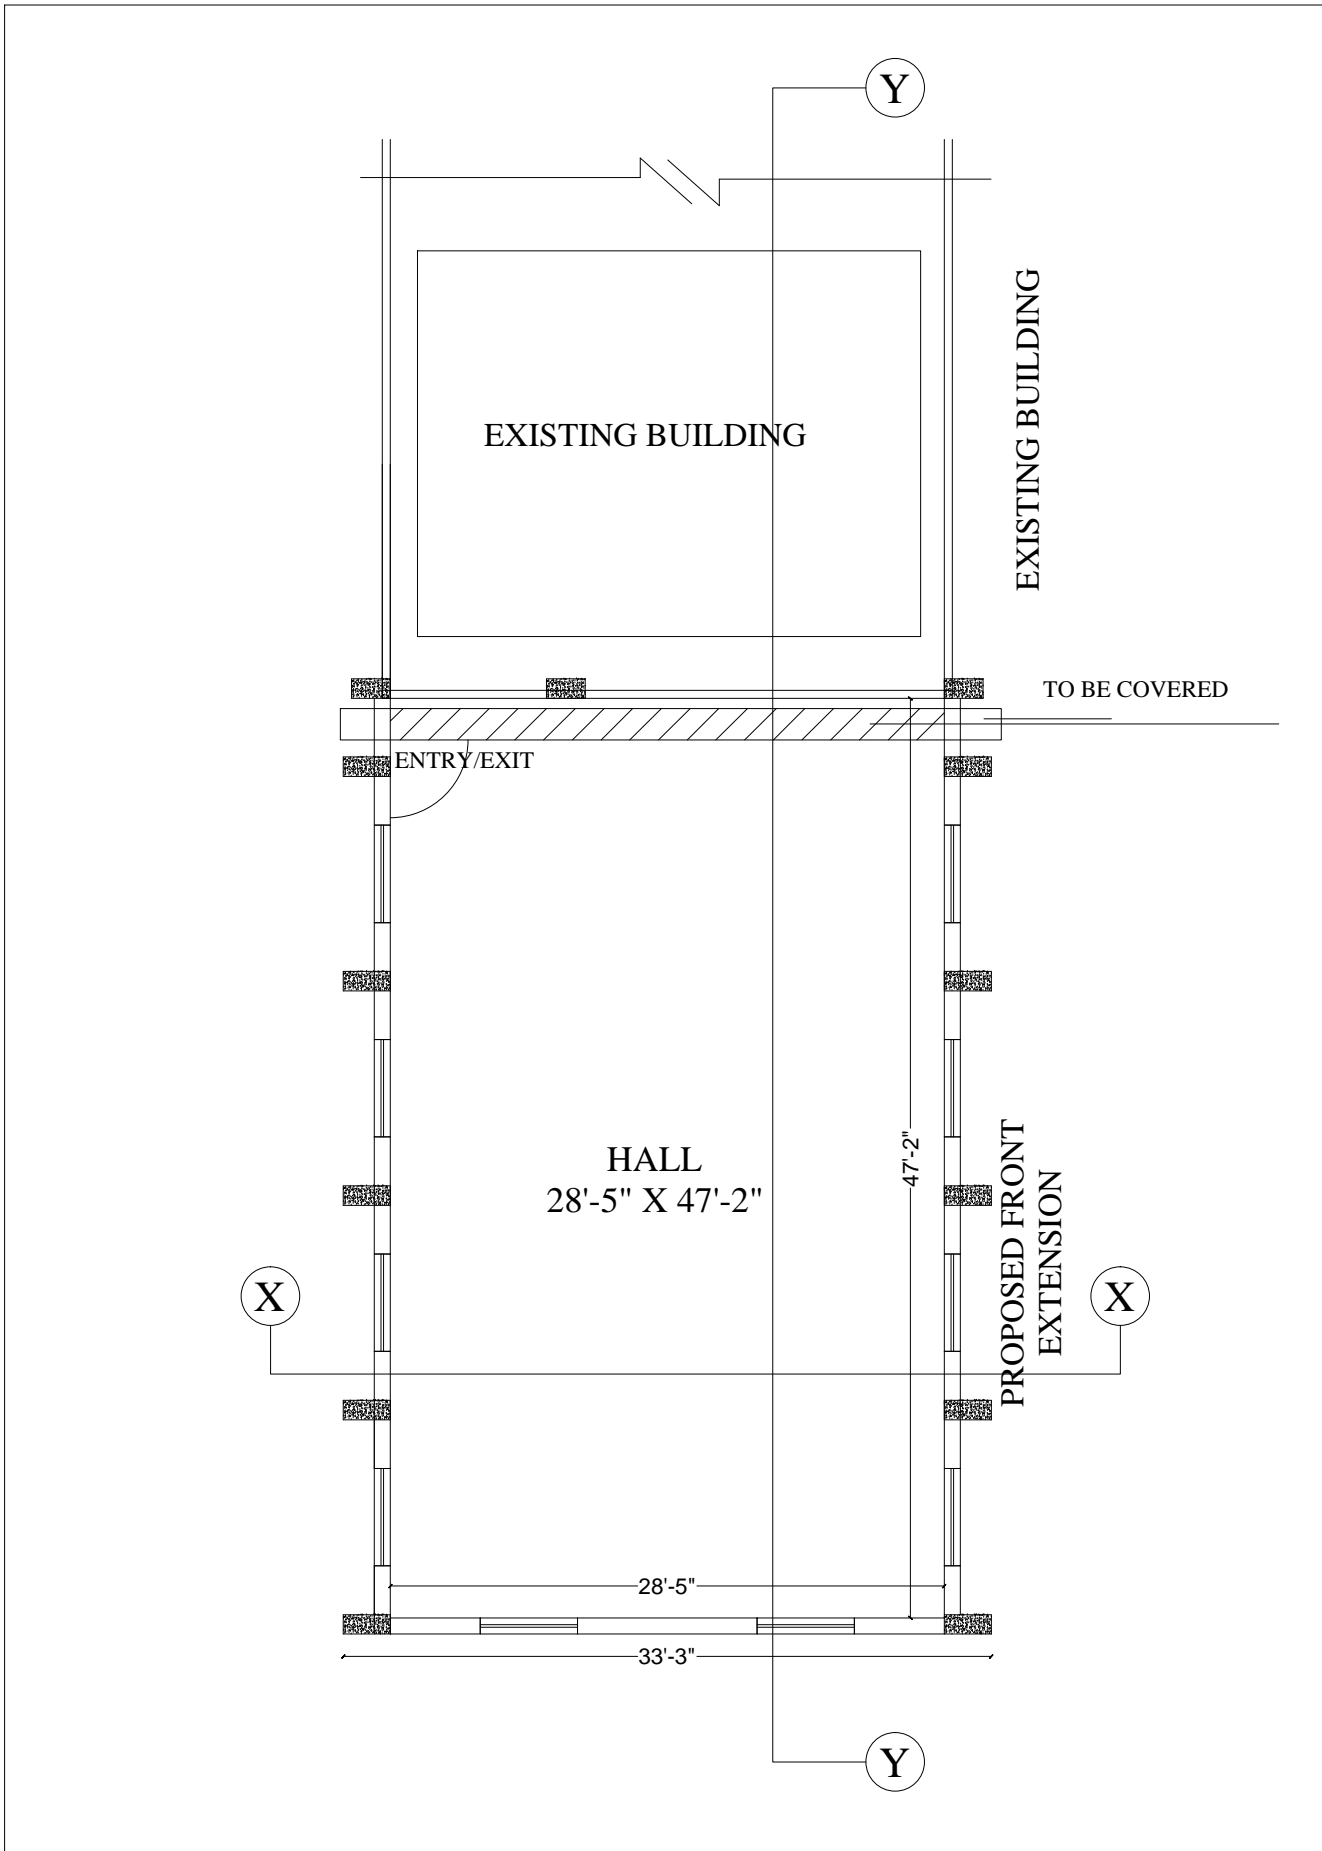 Y
EXISTING BUILDING
EXISTING BUILDING
TO BE COVERED
ENTRY/EXIT
HALL
28'-5" X 47'-2"
47'-2"
PROPOSED FRONT
EXTENSION
X
X
28'-5"
33'-3"
Y